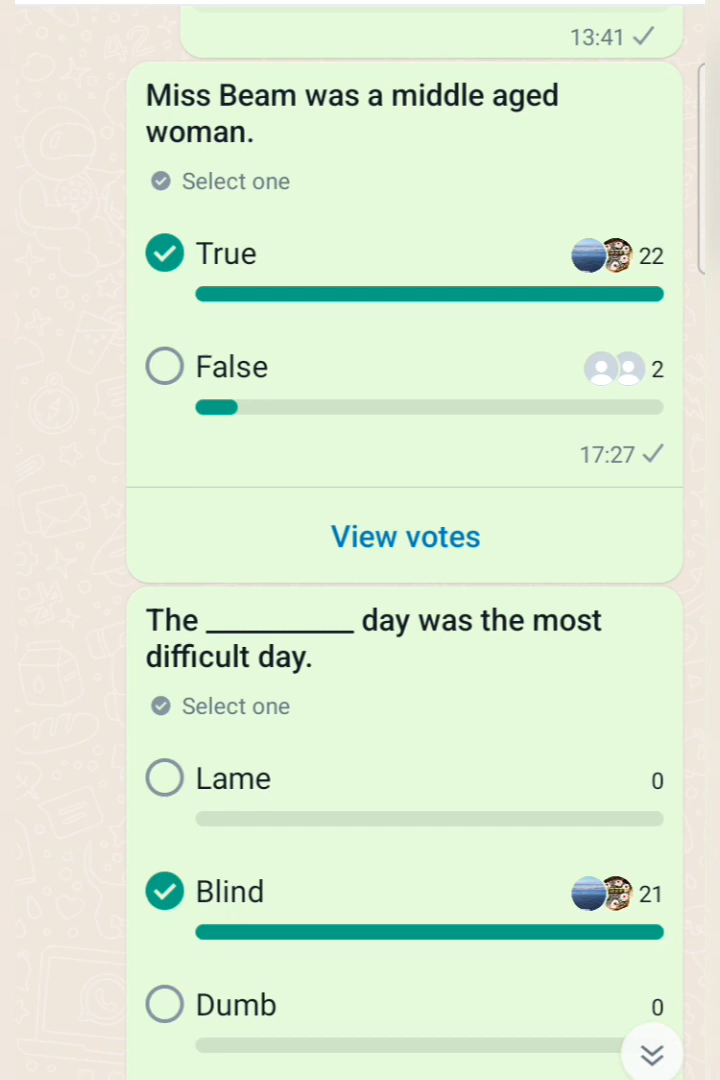 13:41
Miss Beam was a middle aged
woman.
Select one
True 22
False 2
17:27
View votes
The __________ day was the most
difficult day.
Select one
Lame 0
Blind 21
Dumb 0